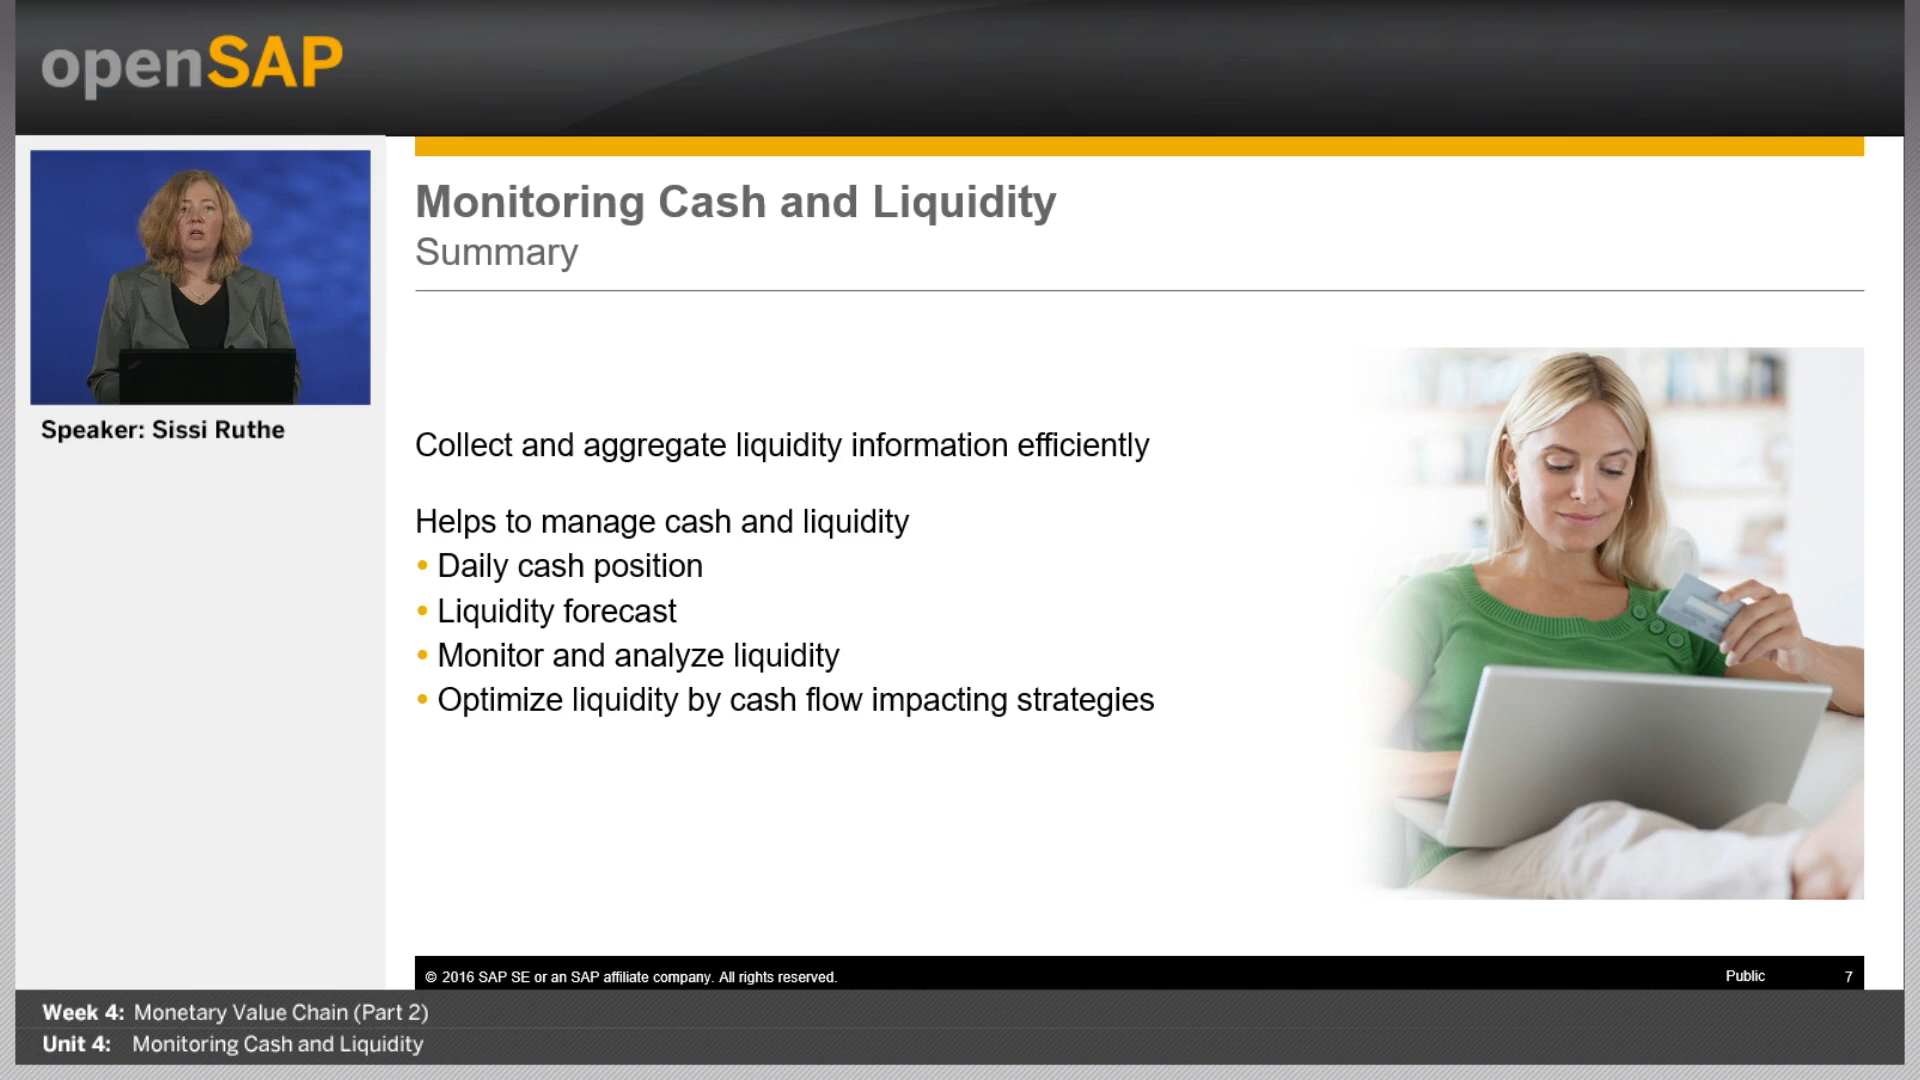 openSAP
Speaker: Sissi Ruthe
Monitoring Cash and Liquidity
Summary
Collect and aggregate liquidity information efficiently
Helps to manage cash and liquidity
• Daily cash position
• Liquidity forecast
• Monitor and analyze liquidity
• Optimize liquidity by cash flow impacting strategies
© 2016 SAP SE or an SAP affiliate company. All rights reserved. Public 7
Week 4: Monetary Value Chain (Part 2)
Unit 4: Monitoring Cash and Liquidity